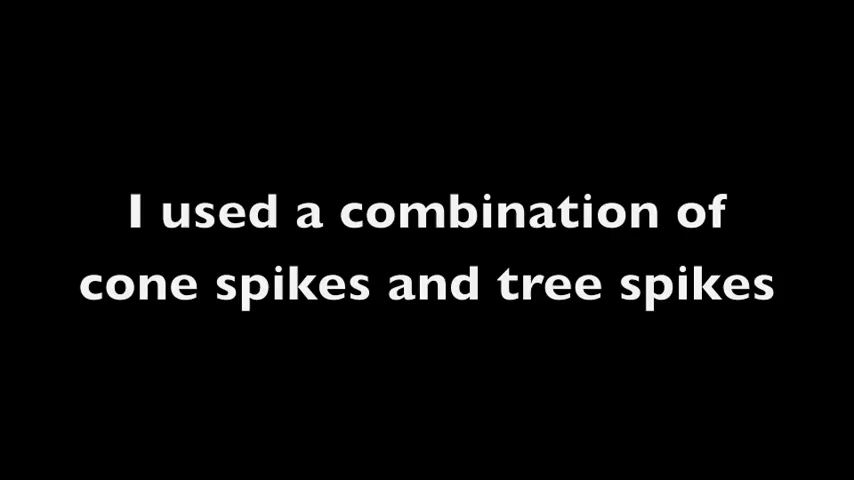 I used a combination of
cone spikes and tree spikes